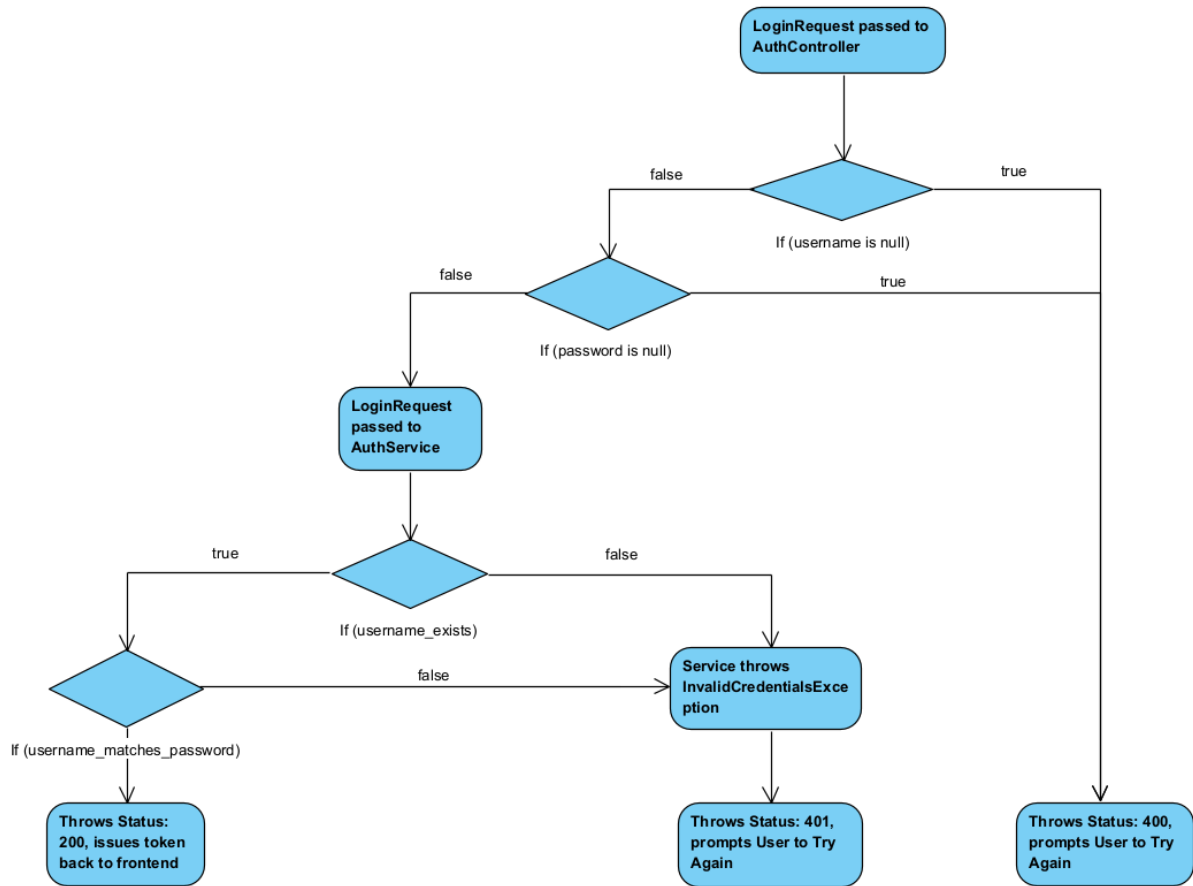 LoginRequest passed to
AuthController
false
true
If (username is null)
false
true
If (password is null)
LoginRequest
passed to
AuthService
true
false
If (username_exists)
false
Service throws
InvalidCredentialsExce
ption
If (username_matches_password)
Throws Status:
200, issues token
back to frontend
Throws Status: 401,
prompts User to Try
Again
Throws Status: 400,
prompts User to Try
Again